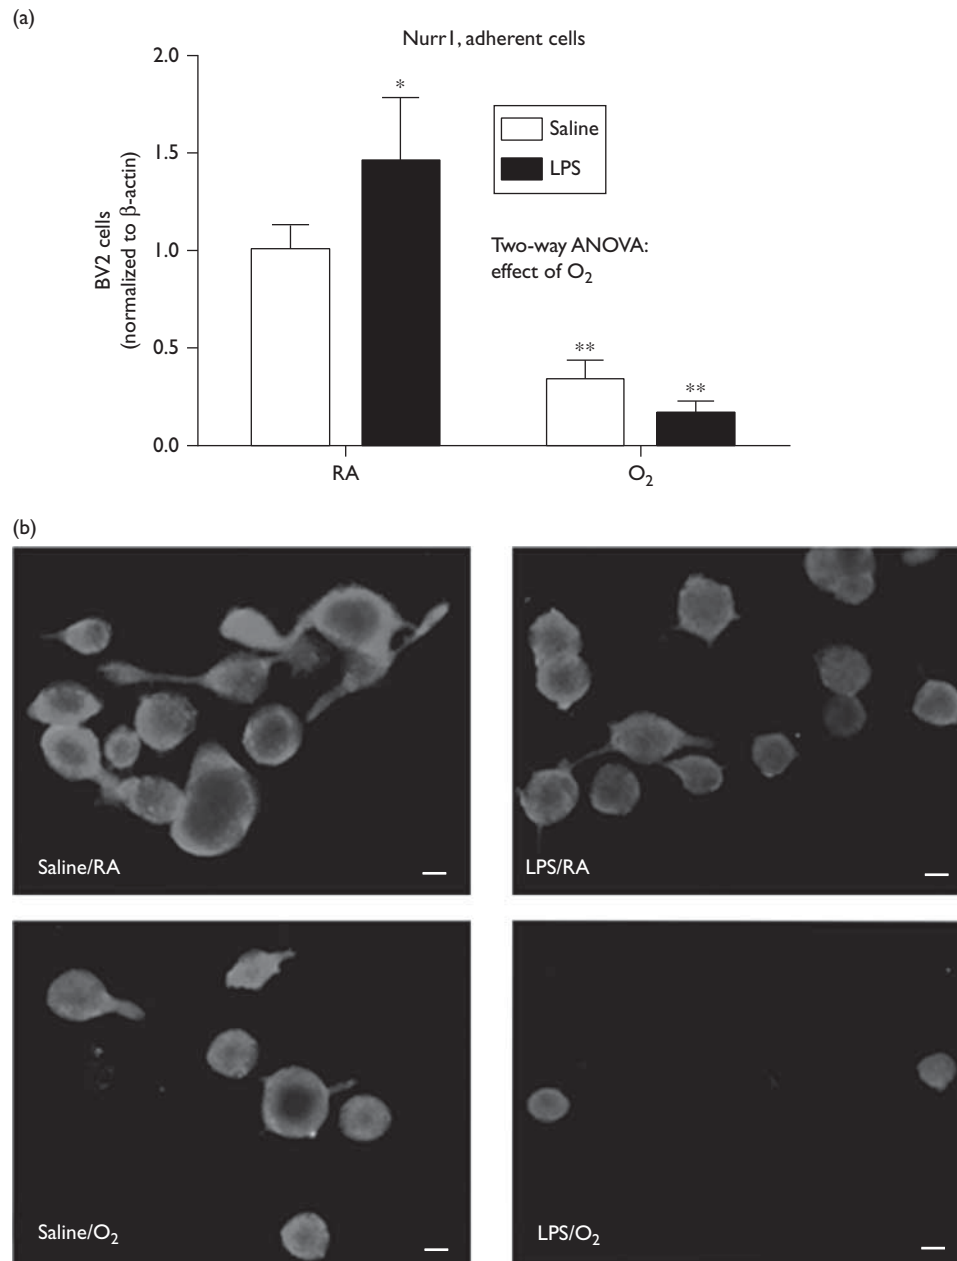 (a)
Nurr1, adherent cells
2.0
1.5
1.0
0.5
0.0
BV2 cells
(normalized to β-actin)
*
**
**
Saline
LPS
Two-way ANOVA:
effect of O₂
RA
O₂
(b)
Saline/RA
LPS/RA
Saline/O₂
LPS/O₂